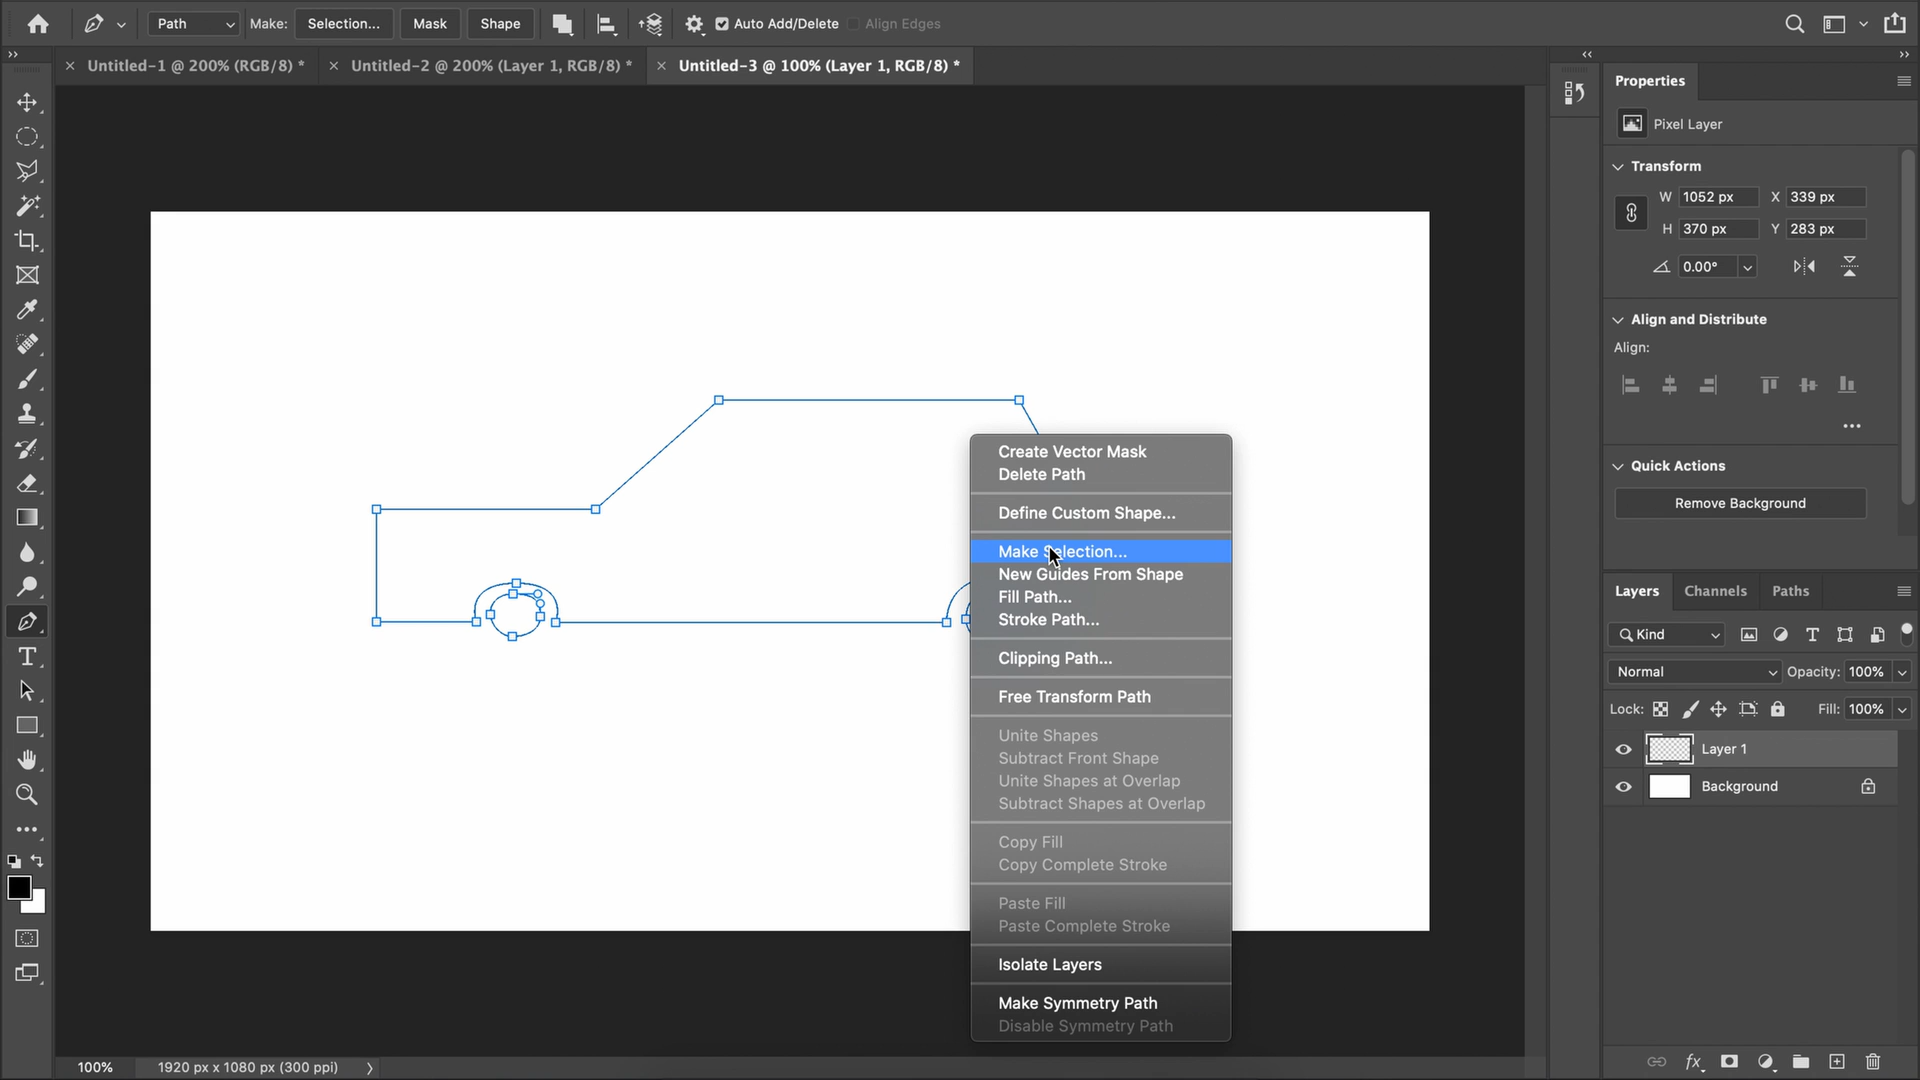 Path
Make:
Selection...
Mask
Shape
Auto Add/Delete
Align Edges
Untitled-1 @ 200% (RGB/8) *
Untitled-2 @ 200% (Layer 1, RGB/8) *
Untitled-3 @ 100% (Layer 1, RGB/8) *
Create Vector Mask
Delete Path
Define Custom Shape...
Make Selection...
New Guides From Shape
Fill Path...
Stroke Path...
Clipping Path...
Free Transform Path
Unite Shapes
Subtract Front Shape
Unite Shapes at Overlap
Subtract Shapes at Overlap
Copy Fill
Copy Complete Stroke
Paste Fill
Paste Complete Stroke
Isolate Layers
Make Symmetry Path
Disable Symmetry Path
Properties
Pixel Layer
Transform
W 1052 px X 339 px
H 370 px Y 283 px
0.00°
Align and Distribute
Align:
Quick Actions
Remove Background
Layers Channels Paths
Kind
Normal Opacity: 100%
Lock: Fill: 100%
Layer 1
Background
fx
100% 1920 px x 1080 px (300 ppi)